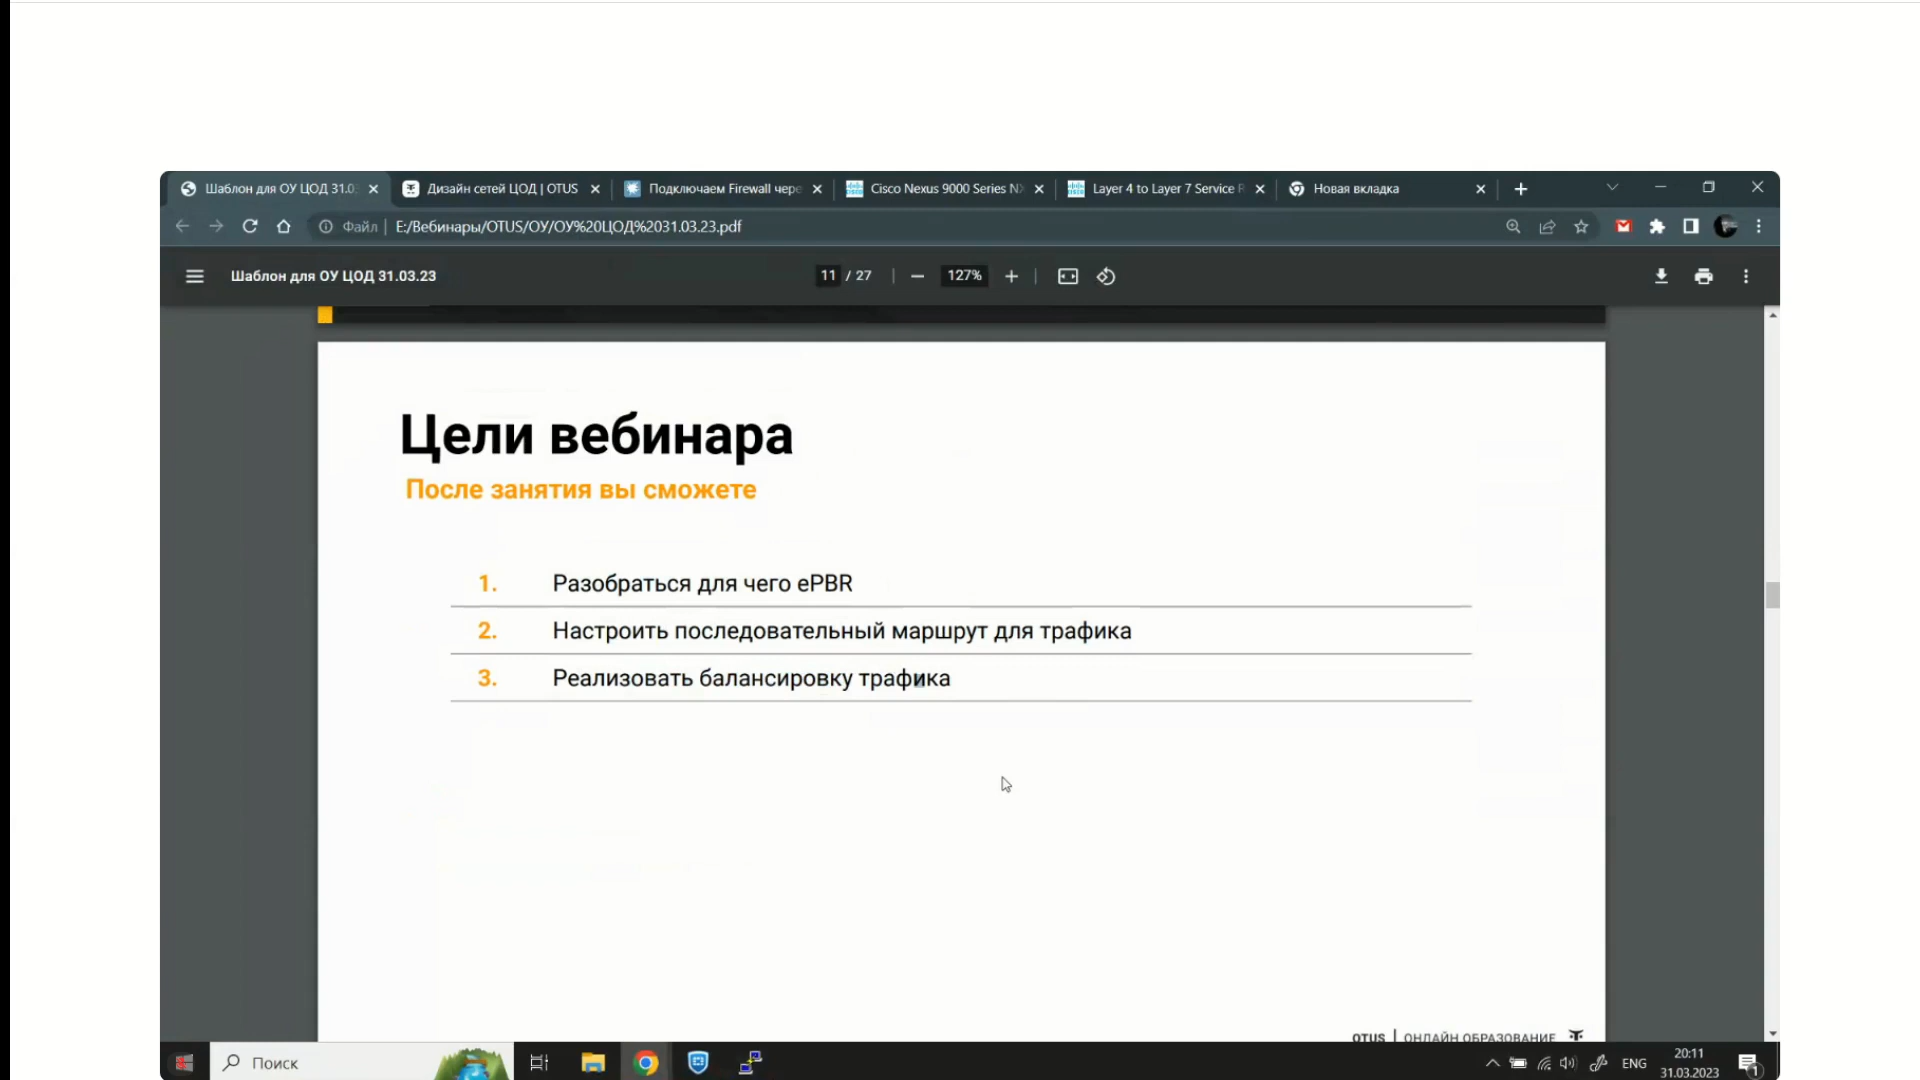 Шаблон для ОУ ЦОД 31.0
Дизайн сетей ЦОД | OTUS
Подключаем Firewall чере
Cisco Nexus 9000 Series NX
Layer 4 to Layer 7 Service R
Новая вкладка
Файл | E:/Вебинары/OTUS/ОУ/ОУ%20ЦОД%2031.03.23.pdf
Шаблон для ОУ ЦОД 31.03.23
11 / 27
127%
Цели вебинара
После занятия вы сможете
1. Разобраться для чего ePBR
2. Настроить последовательный маршрут для трафика
3. Реализовать балансировку трафика
OTUS | ОНЛАЙН ОБРАЗОВАНИЕ
Поиск
ENG
20:11
31.03.2023
1